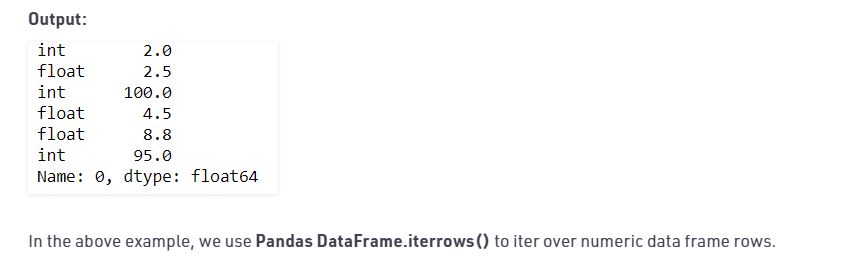 Output:
int 2.0
float 2.5
int 100.0
float 4.5
float 8.8
int 95.0
Name: 0, dtype: float64
In the above example, we use Pandas DataFrame.iterrows() to iter over numeric data frame rows.